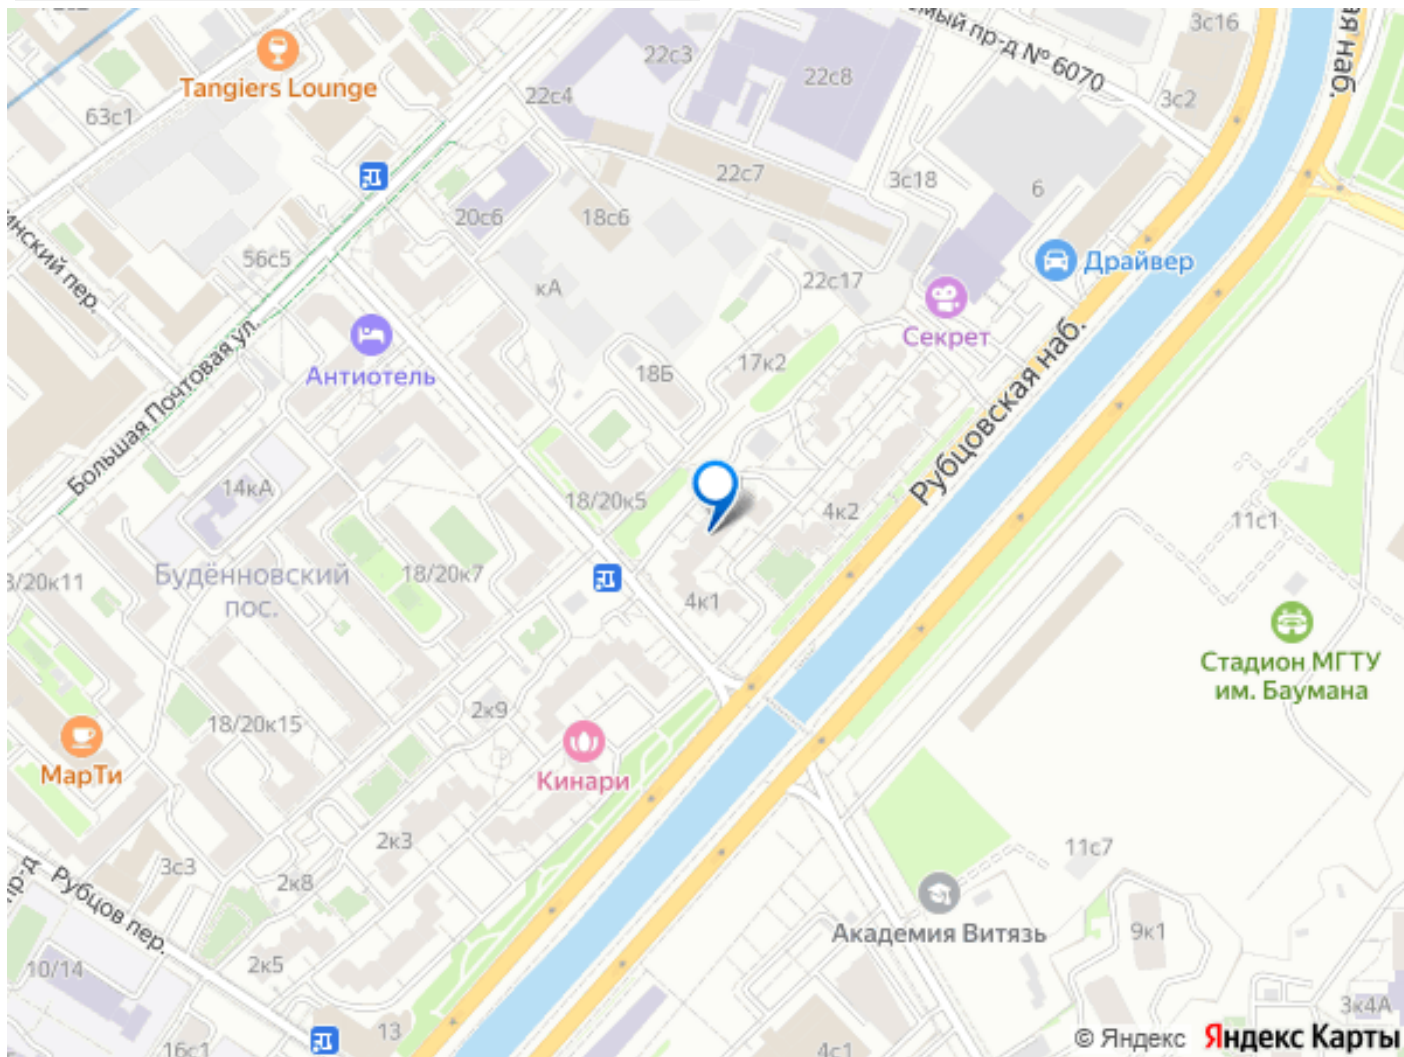 мый пр-д № 6070
ая наб.
3с16
22с3
22с8
Tangiers Lounge
22с4
3с2
63с1
22с7
3с18
6
20с6
18с6
инский пер.
56с5
Драйвер
кА
22с17
Большая Почтовая ул.
Секрет
Антиотель
18Б
17к2
Рубцовская наб.
14кА
18/20к5
4к2
11с1
Будённовский
пос.
/20к11
18/20к7
4к1
Стадион МГТУ
им. Баумана
2к9
18/20к15
МарТи
Кинари
2к3
11с7
3с3
2к8
пр-д
Рубцов пер.
Академия Витязь
9к1
2к5
10/14
3к4А
13
16с1
4с1
© Яндекс Яндекс Карты